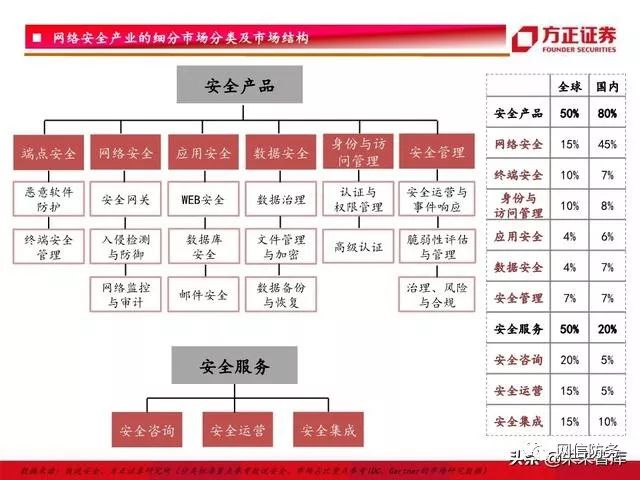 网络安全产业的细分市场分类及市场结构
方正证券
FOUNDER SECURITIES
安全产品
端点安全
网络安全
应用安全
数据安全
身份与访
问管理
安全管理
恶意软件
防护
安全网关
WEB安全
数据治理
认证与
权限管理
安全运营与
事件响应
终端安全
管理
入侵检测
与防御
数据库
安全
文件管理
与加密
高级认证
脆弱性评估
与管理
网络监控
与审计
邮件安全
数据备份
与恢复
治理、风险
与合规
安全服务
安全咨询
安全运营
安全集成
全球 国内
安全产品 50% 80%
网络安全 15% 45%
终端安全 10% 7%
身份与
访问管理 10% 8%
应用安全 4% 6%
数据安全 4% 7%
安全管理 7% 7%
安全服务 50% 20%
安全咨询 20% 5%
安全运营 15% 5%
安全集成 15% 10%
网信防务
头条@未来智库